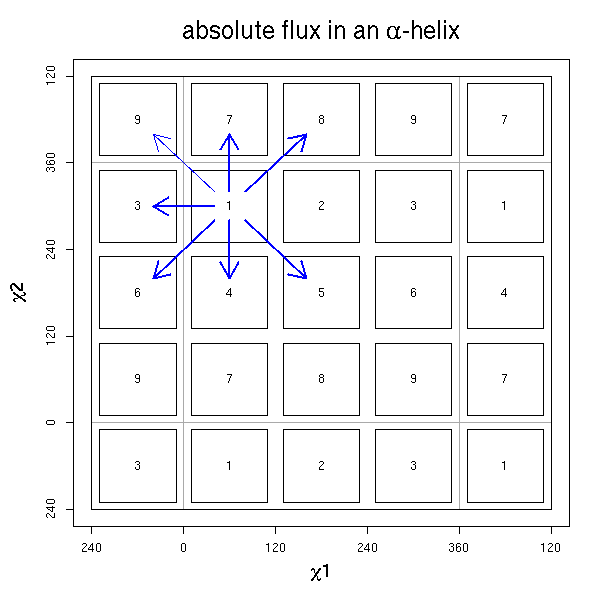 absolute flux in an α-helix
120
9 7 8 9 7
360
3 1 2 3 1
240
χ2
6 4 5 6 4
120
9 7 8 9 7
0
3 1 2 3 1
240
240 0 120 240 360 120
χ1